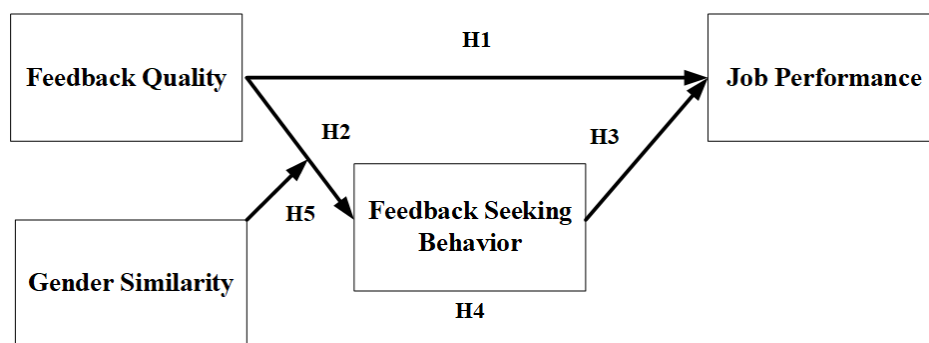 H1
Feedback Quality
Job Performance
H2
H3
Feedback Seeking
Behavior
H5
Gender Similarity
H4